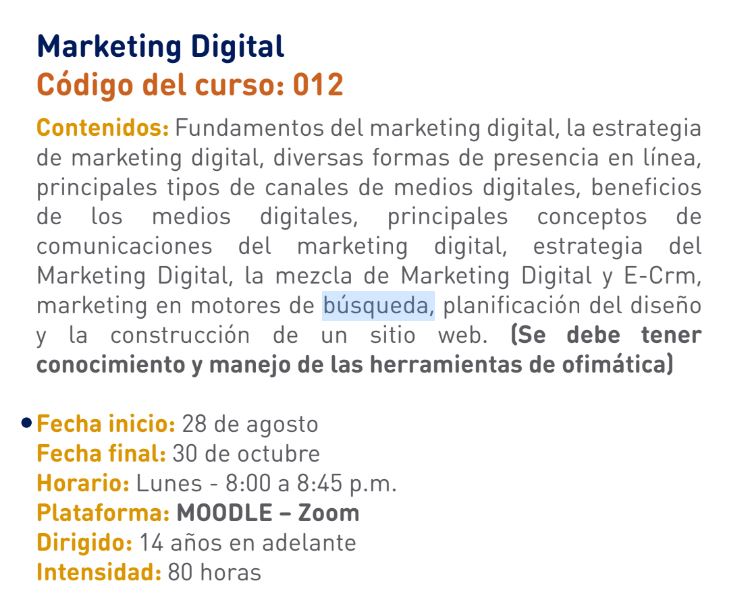 Marketing Digital
Código del curso: 012
Contenidos: Fundamentos del marketing digital, la estrategia
de marketing digital, diversas formas de presencia en línea,
principales tipos de canales de medios digitales, beneficios
de los medios digitales, principales conceptos de
comunicaciones del marketing digital, estrategia del
Marketing Digital, la mezcla de Marketing Digital y E-Crm,
marketing en motores de búsqueda, planificación del diseño
y la construcción de un sitio web. (Se debe tener
conocimiento y manejo de las herramientas de ofimática)
• Fecha inicio: 28 de agosto
Fecha final: 30 de octubre
Horario: Lunes - 8:00 a 8:45 p.m.
Plataforma: MOODLE – Zoom
Dirigido: 14 años en adelante
Intensidad: 80 horas